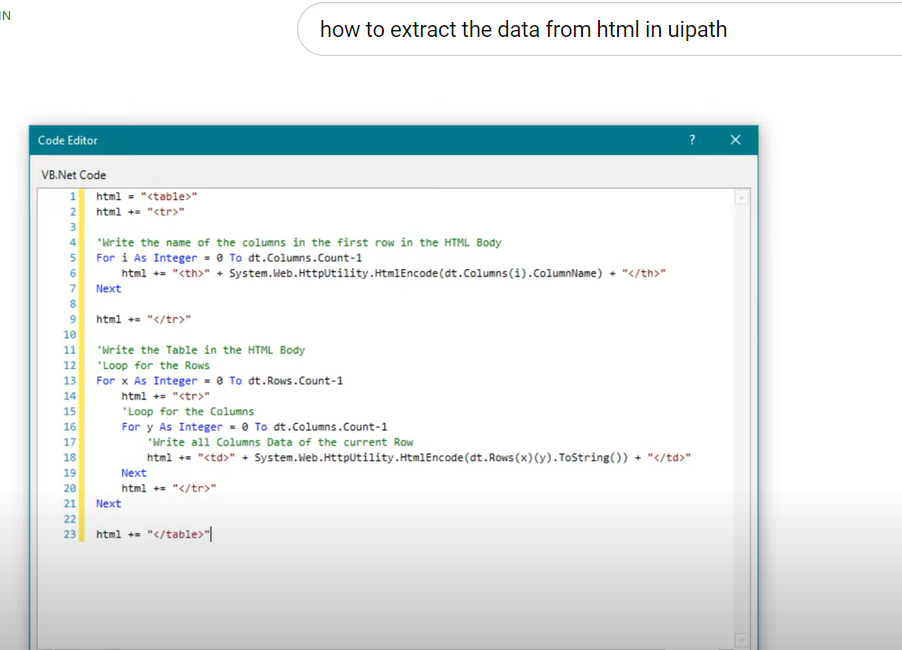 IN
how to extract the data from html in uipath
Code Editor
?
VB.Net Code
1 html = "<table>"
2 html += "<tr>"
3
4 'Write the name of the columns in the first row in the HTML Body
5 For i As Integer = 0 To dt.Columns.Count-1
6 html += "<th>" + System.Web.HttpUtility.HtmlEncode(dt.Columns(i).ColumnName) + "</th>"
7 Next
8
9 html += "</tr>"
10
11 'Write the Table in the HTML Body
12 'Loop for the Rows
13 For x As Integer = 0 To dt.Rows.Count-1
14 html += "<tr>"
15 'Loop for the Columns
16 For y As Integer = 0 To dt.Columns.Count-1
17 'Write all Columns Data of the current Row
18 html += "<td>" + System.Web.HttpUtility.HtmlEncode(dt.Rows(x)(y).ToString()) + "</td>"
19 Next
20 html += "</tr>"
21 Next
22
23 html += "</table>"